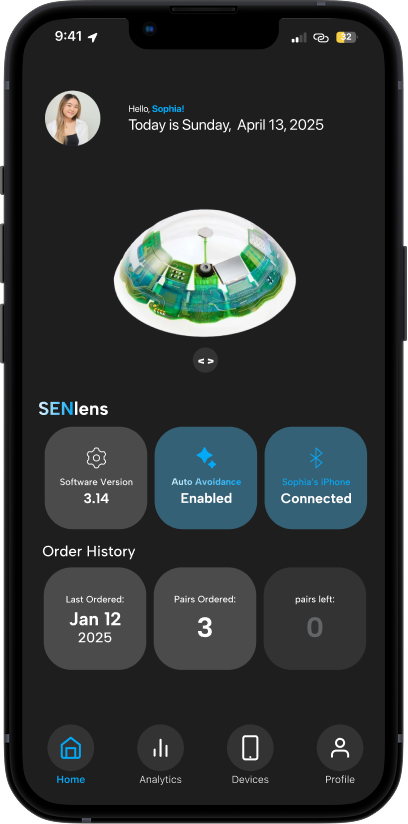 9:41
32
Hello, Sophia!
Today is Sunday, April 13, 2025
< >
SENlens
Software Version
3.14
Auto Avoidance
Enabled
Sophia's iPhone
Connected
Order History
Last Ordered:
Jan 12
2025
Pairs Ordered:
3
pairs left:
0
Home
Analytics
Devices
Profile